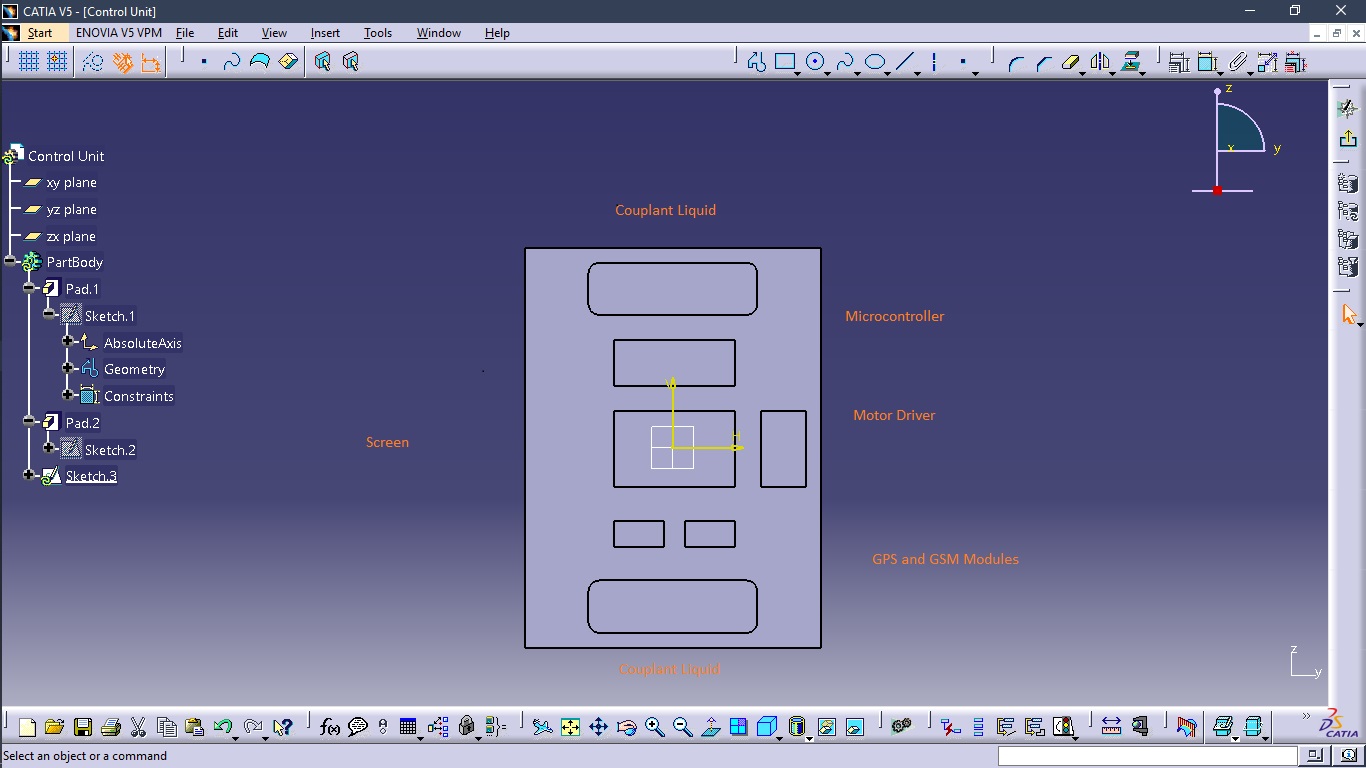 CATIA V5 - [Control Unit]
Start ENOVIA V5 VPM File Edit View Insert Tools Window Help
z
x y
Control Unit
xy plane
yz plane
zx plane
PartBody
Pad.1
Sketch.1
AbsoluteAxis
Geometry
Constraints
Pad.2
Sketch.2
Sketch.3
Couplant Liquid
Microcontroller
Motor Driver
Screen
V
H
GPS and GSM Modules
Couplant Liquid
z
y
f(x)
CATIA
Select an object or a command